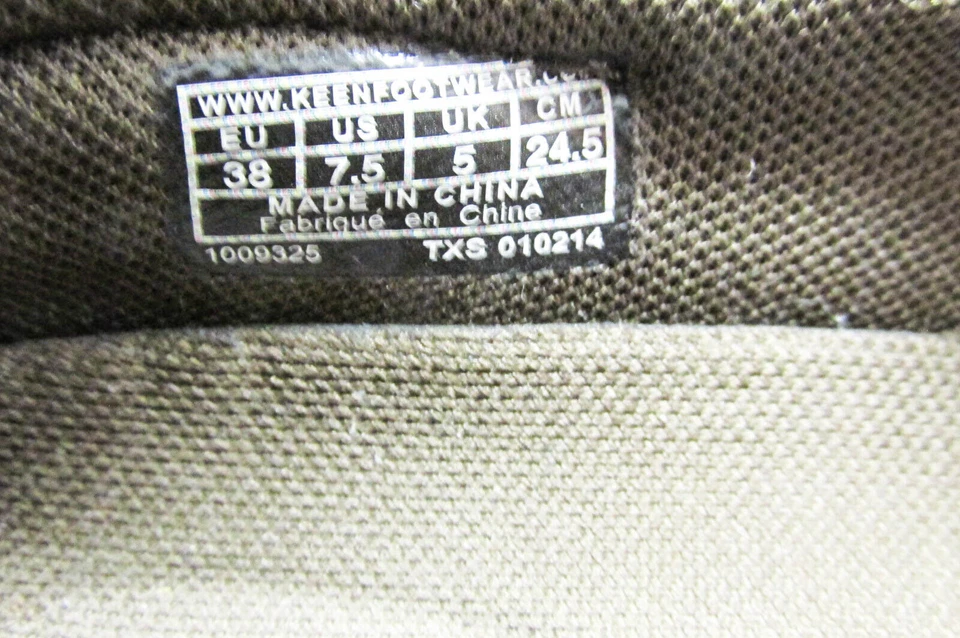 WWW.KEENFOOTWEAR.CO
EU US UK CM
38 7.5 5 24.5
MADE IN CHINA
Fabriqué en Chine
1009325 TXS 010214